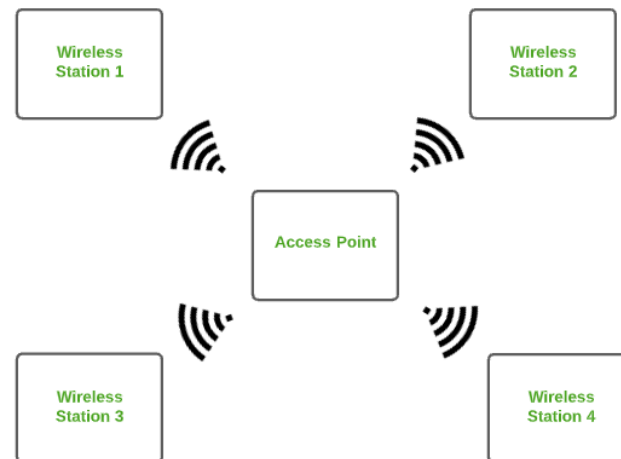 Wireless
Station 1
Wireless
Station 2
Access Point
Wireless
Station 3
Wireless
Station 4